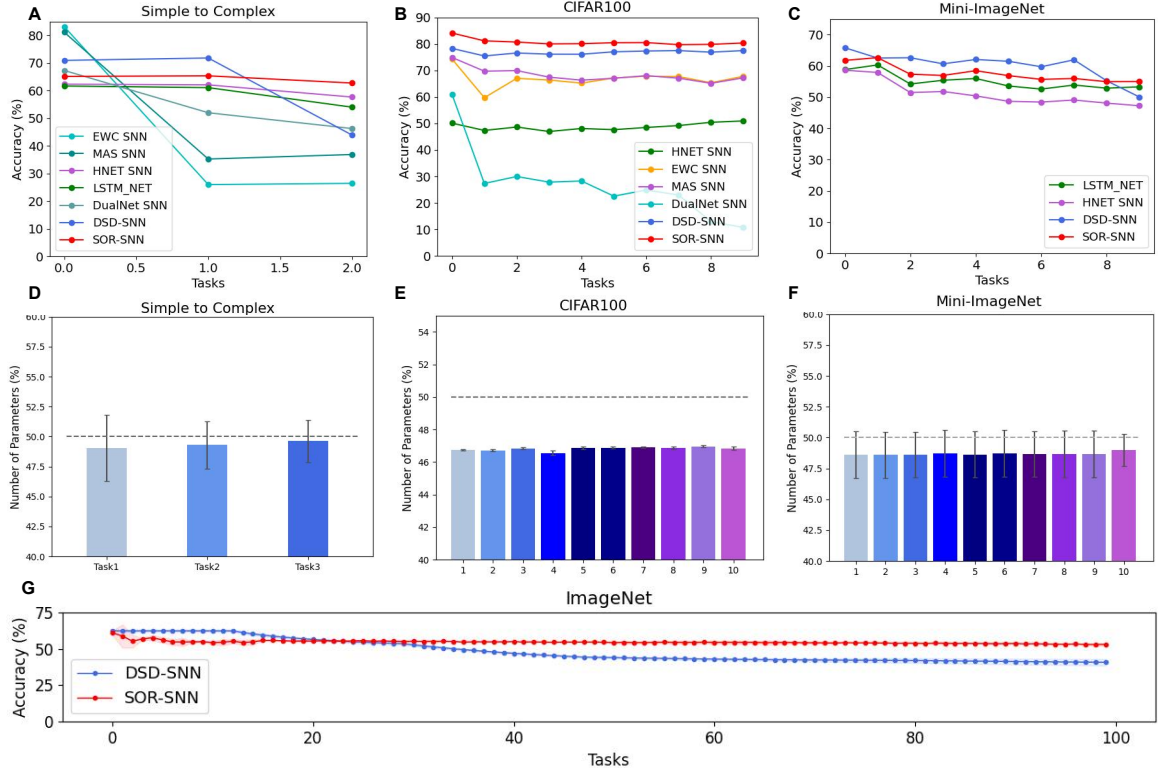 A
Simple to Complex
Accuracy (%)
80
70
60
50
40
30
20
10
0
EWC SNN
MAS SNN
HNET SNN
LSTM_NET
DualNet SNN
DSD-SNN
SOR-SNN
0.0 0.5 1.0 1.5 2.0
Tasks
B
CIFAR100
Accuracy (%)
90
80
70
60
50
40
30
20
10
0
HNET SNN
EWC SNN
MAS SNN
DualNet SNN
DSD-SNN
SOR-SNN
0 2 4 6 8
Tasks
C
Mini-ImageNet
Accuracy (%)
70
60
50
40
30
20
10
0
LSTM_NET
HNET SNN
DSD-SNN
SOR-SNN
0 2 4 6 8
Tasks
D
Simple to Complex
Number of Parameters (%)
60.0
57.5
55.0
52.5
50.0
47.5
45.0
42.5
40.0
Task1 Task2 Task3
E
CIFAR100
Number of Parameters (%)
54
52
50
48
46
44
42
40
1 2 3 4 5 6 7 8 9 10
F
Mini-ImageNet
Number of Parameters (%)
60.0
57.5
55.0
52.5
50.0
47.5
45.0
42.5
40.0
1 2 3 4 5 6 7 8 9 10
G
ImageNet
Accuracy (%)
75
50
25
0
DSD-SNN
SOR-SNN
0 20 40 60 80 100
Tasks